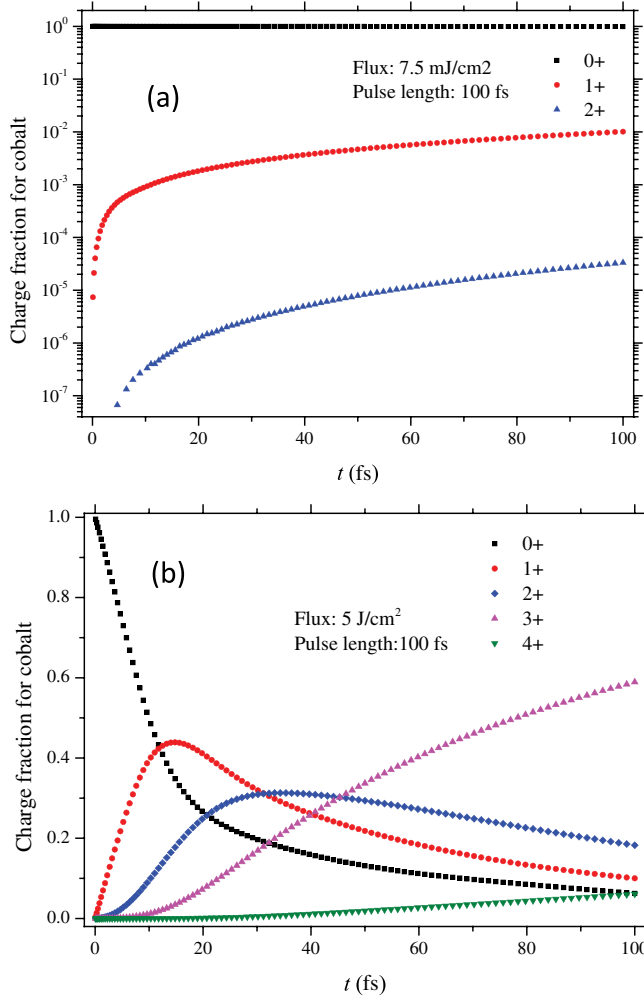 (a)
Flux: 7.5 mJ/cm2
Pulse length: 100 fs
0+
1+
2+
Charge fraction for cobalt
10⁰
10⁻¹
10⁻²
10⁻³
10⁻⁴
10⁻⁵
10⁻⁶
10⁻⁷
0 20 40 60 80 100
t (fs)
(b)
Flux: 5 J/cm²
Pulse length:100 fs
0+
1+
2+
3+
4+
Charge fraction for cobalt
1.0
0.8
0.6
0.4
0.2
0.0
0 20 40 60 80 100
t (fs)